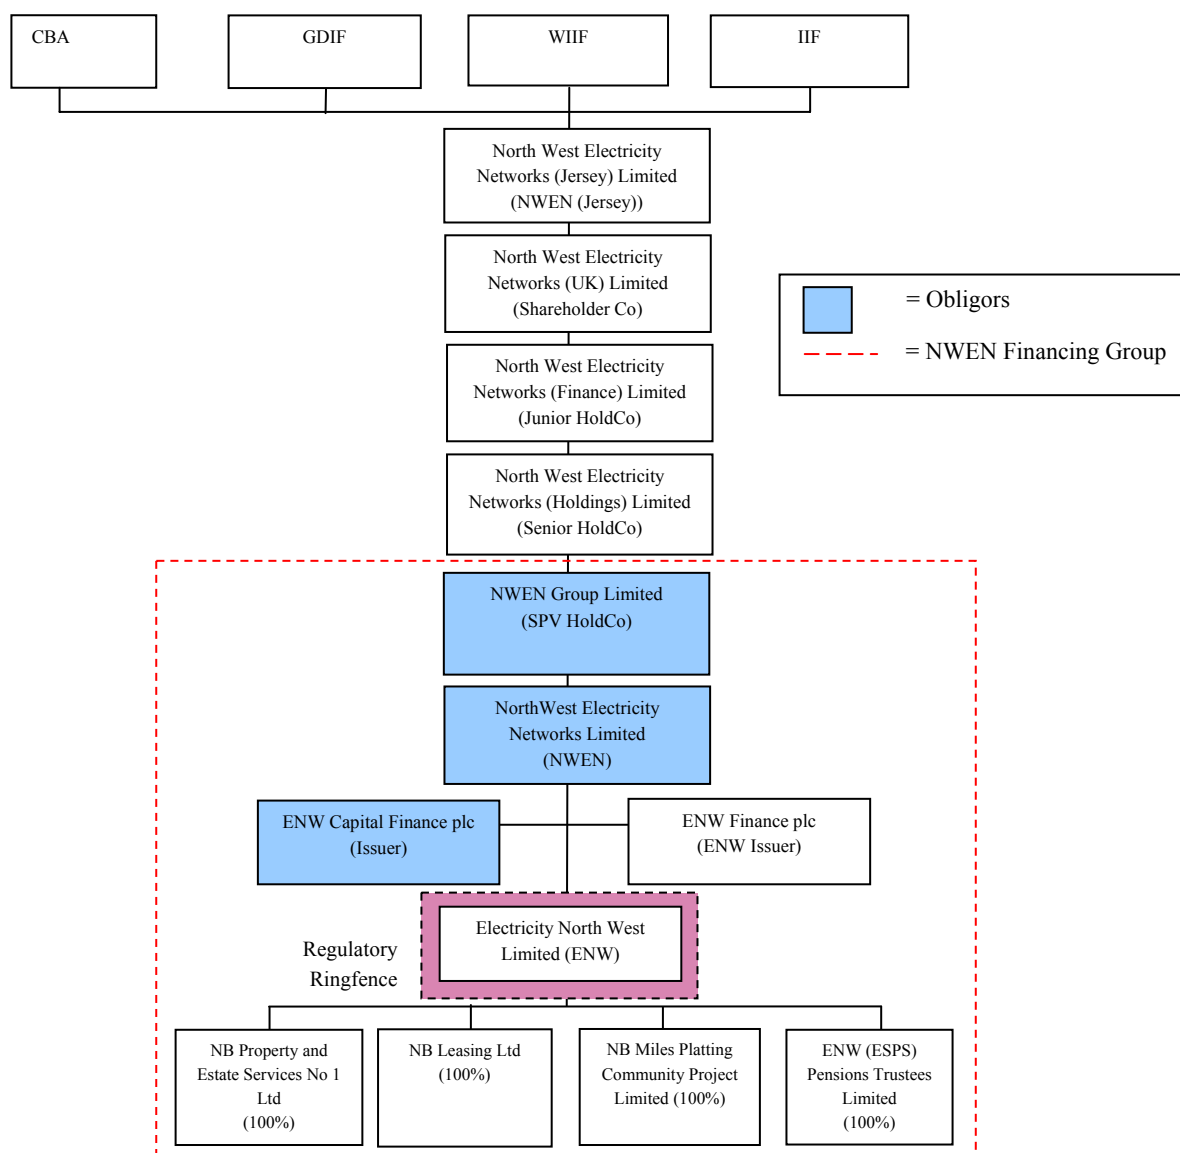 CBA
GDIF
WIIF
IIF
North West Electricity
Networks (Jersey) Limited
(NWEN (Jersey))
North West Electricity
Networks (UK) Limited
(Shareholder Co)
= Obligors
= NWEN Financing Group
North West Electricity
Networks (Finance) Limited
(Junior HoldCo)
North West Electricity
Networks (Holdings) Limited
(Senior HoldCo)
NWEN Group Limited
(SPV HoldCo)
NorthWest Electricity
Networks Limited
(NWEN)
ENW Capital Finance plc
(Issuer)
ENW Finance plc
(ENW Issuer)
Regulatory
Ringfence
Electricity North West
Limited (ENW)
NB Property and
Estate Services No 1
Ltd
(100%)
NB Leasing Ltd
(100%)
NB Miles Platting
Community Project
Limited (100%)
ENW (ESPS)
Pensions Trustees
Limited
(100%)